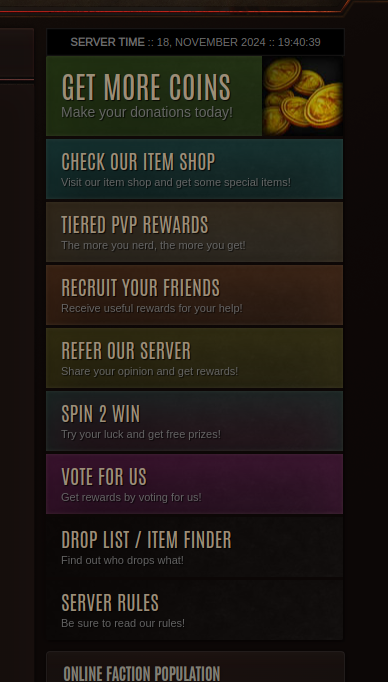 SERVER TIME :: 18, NOVEMBER 2024 :: 19:40:39
GET MORE COINS
Make your donations today!
CHECK OUR ITEM SHOP
Visit our item shop and get some special items!
TIERED PVP REWARDS
The more you nerd, the more you get!
RECRUIT YOUR FRIENDS
Receive useful rewards for your help!
REFER OUR SERVER
Share your opinion and get rewards!
SPIN 2 WIN
Try your luck and get free prizes!
VOTE FOR US
Get rewards by voting for us!
DROP LIST / ITEM FINDER
Find out who drops what!
SERVER RULES
Be sure to read our rules!
ONLINE FACTION POPULATION